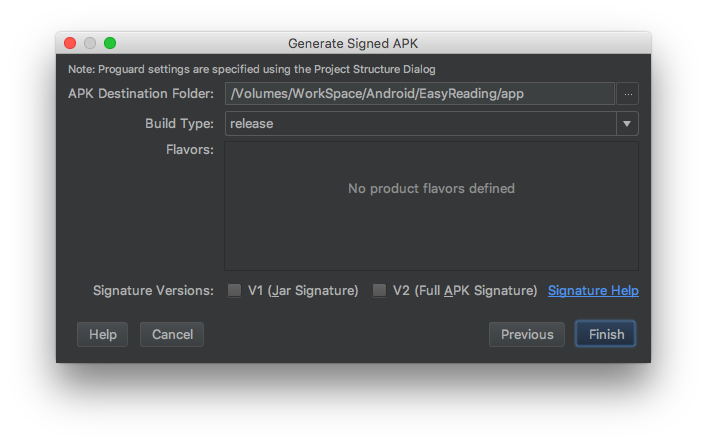 Generate Signed APK
Note: Proguard settings are specified using the Project Structure Dialog
APK Destination Folder: /Volumes/WorkSpace/Android/EasyReading/app ...
Build Type: release
Flavors:
No product flavors defined
Signature Versions: V1 (Jar Signature) V2 (Full APK Signature) Signature Help
Help Cancel Previous Finish